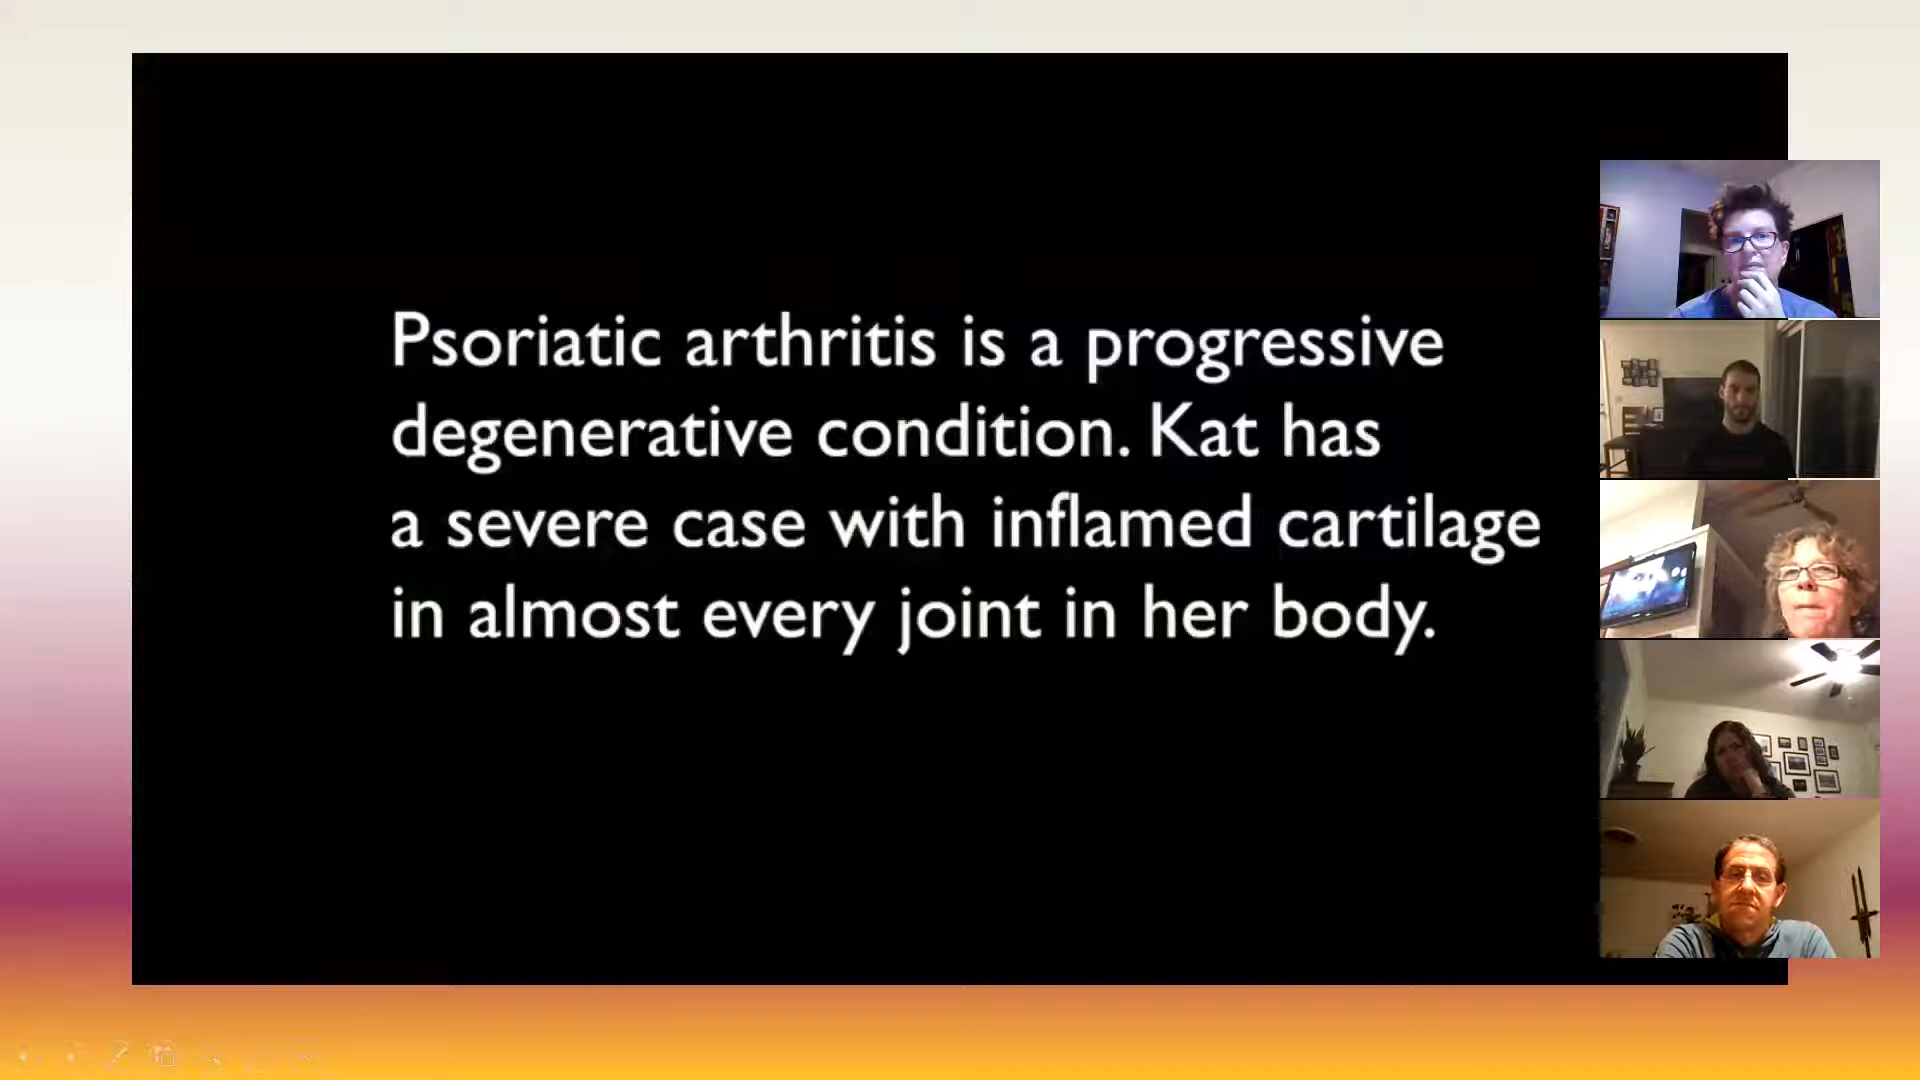 Psoriatic arthritis is a progressive
degenerative condition. Kat has
a severe case with inflamed cartilage
in almost every joint in her body.